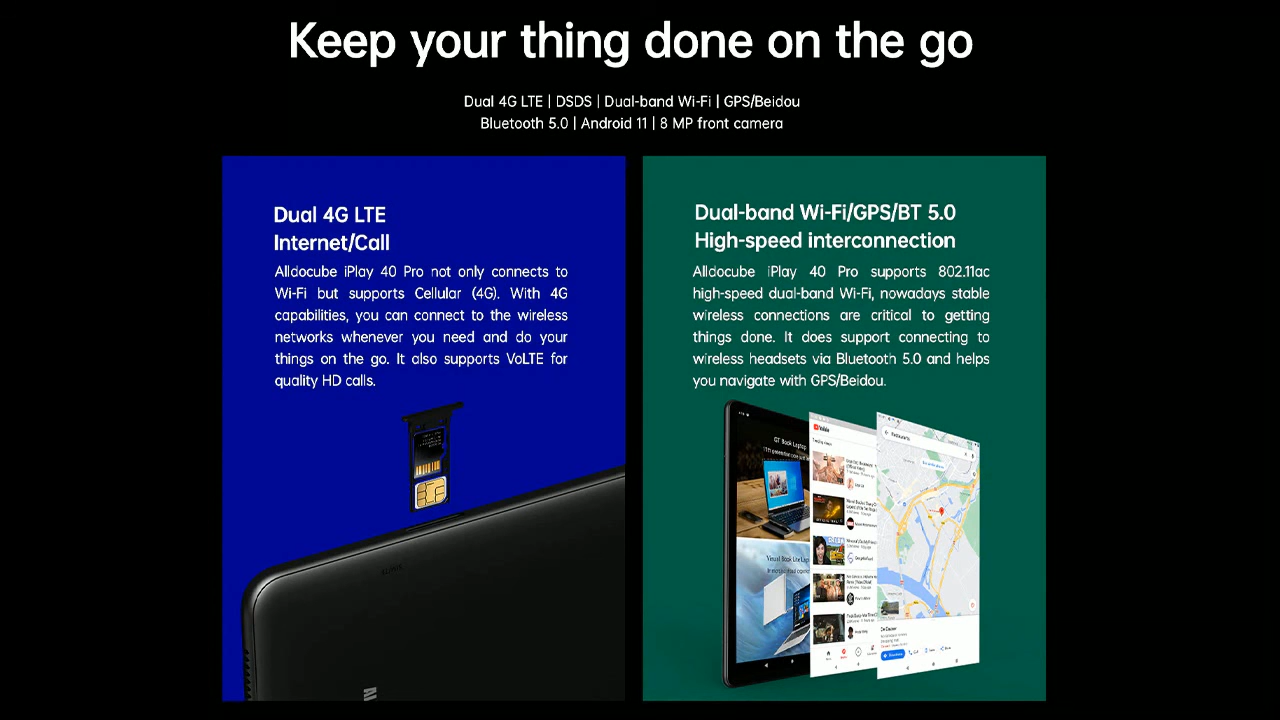 Keep your thing done on the go
Dual 4G LTE | DSDS | Dual-band Wi-Fi | GPS/Beidou
Bluetooth 5.0 | Android 11 | 8 MP front camera
Dual 4G LTE
Internet/Call
Alldocube iPlay 40 Pro not only connects to
Wi-Fi but supports Cellular (4G). With 4G
capabilities, you can connect to the wireless
networks whenever you need and do your
things on the go. It also supports VoLTE for
quality HD calls.
Dual-band Wi-Fi/GPS/BT 5.0
High-speed interconnection
Alldocube iPlay 40 Pro supports 802.11ac
high-speed dual-band Wi-Fi, nowadays stable
wireless connections are critical to getting
things done. It does support connecting to
wireless headsets via Bluetooth 5.0 and helps
you navigate with GPS/Beidou.
GT Book Laptop
YouTube
Restaurants